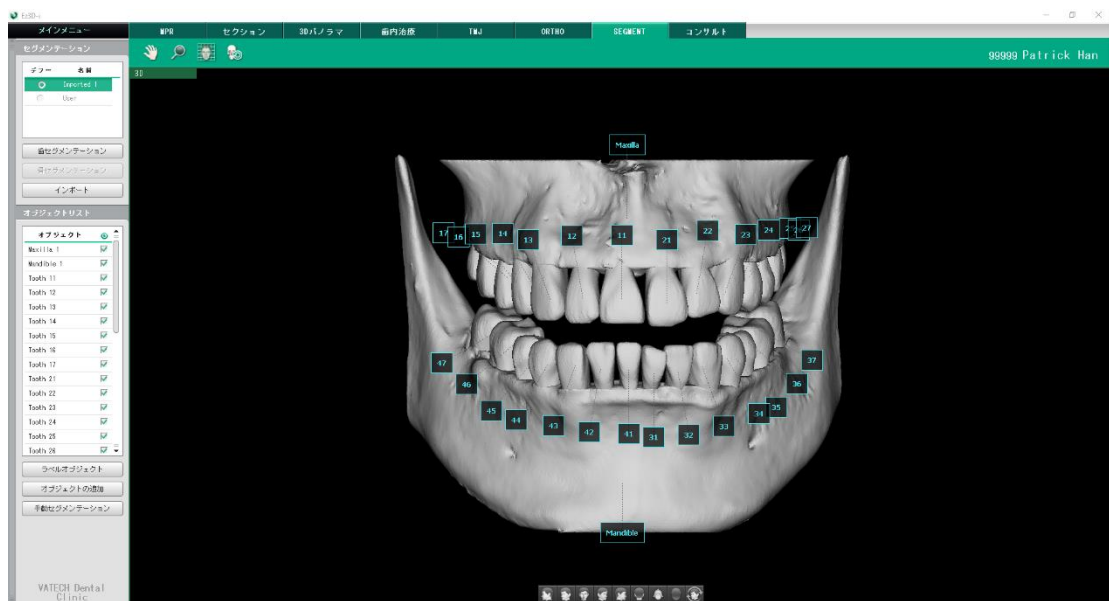 Ez3D-i
メインメニュー
MPR
セクション
3Dパノラマ
歯内治療
TMJ
ORTHO
SEGMENT
コンサルト
セグメンテーション
99999 Patrick Han
3D
名前
Imported 1
User
歯セグメンテーション
インポート
オブジェクトリスト
オブジェクト
Maxilla 1
Mandible 1
Tooth 11
Tooth 12
Tooth 13
Tooth 14
Tooth 15
Tooth 16
Tooth 17
Tooth 21
Tooth 22
Tooth 23
Tooth 24
Tooth 25
Tooth 26
ラベルオブジェクト
オブジェクトの追加
手動セグメンテーション
VATECH Dental
Clinic
Maxilla
17 16 15 14 13 12 11 21 22 23 24 27
47 46 45 44 43 42 41 31 32 33 34 35 36 37
Mandible